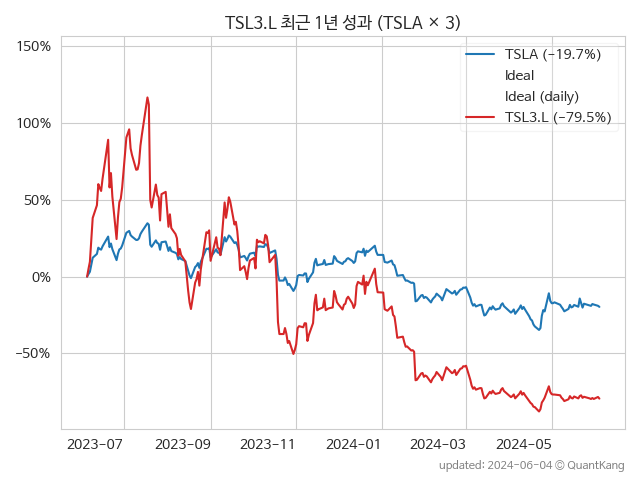 TSL3.L 최근 1년 성과 (TSLA × 3)
150%
100%
50%
0%
−50%
TSLA (−19.7%)
Ideal
Ideal (daily)
TSL3.L (−79.5%)
2023−07 2023−09 2023−11 2024−01 2024−03 2024−05
updated: 2024-06-04 © QuantKang